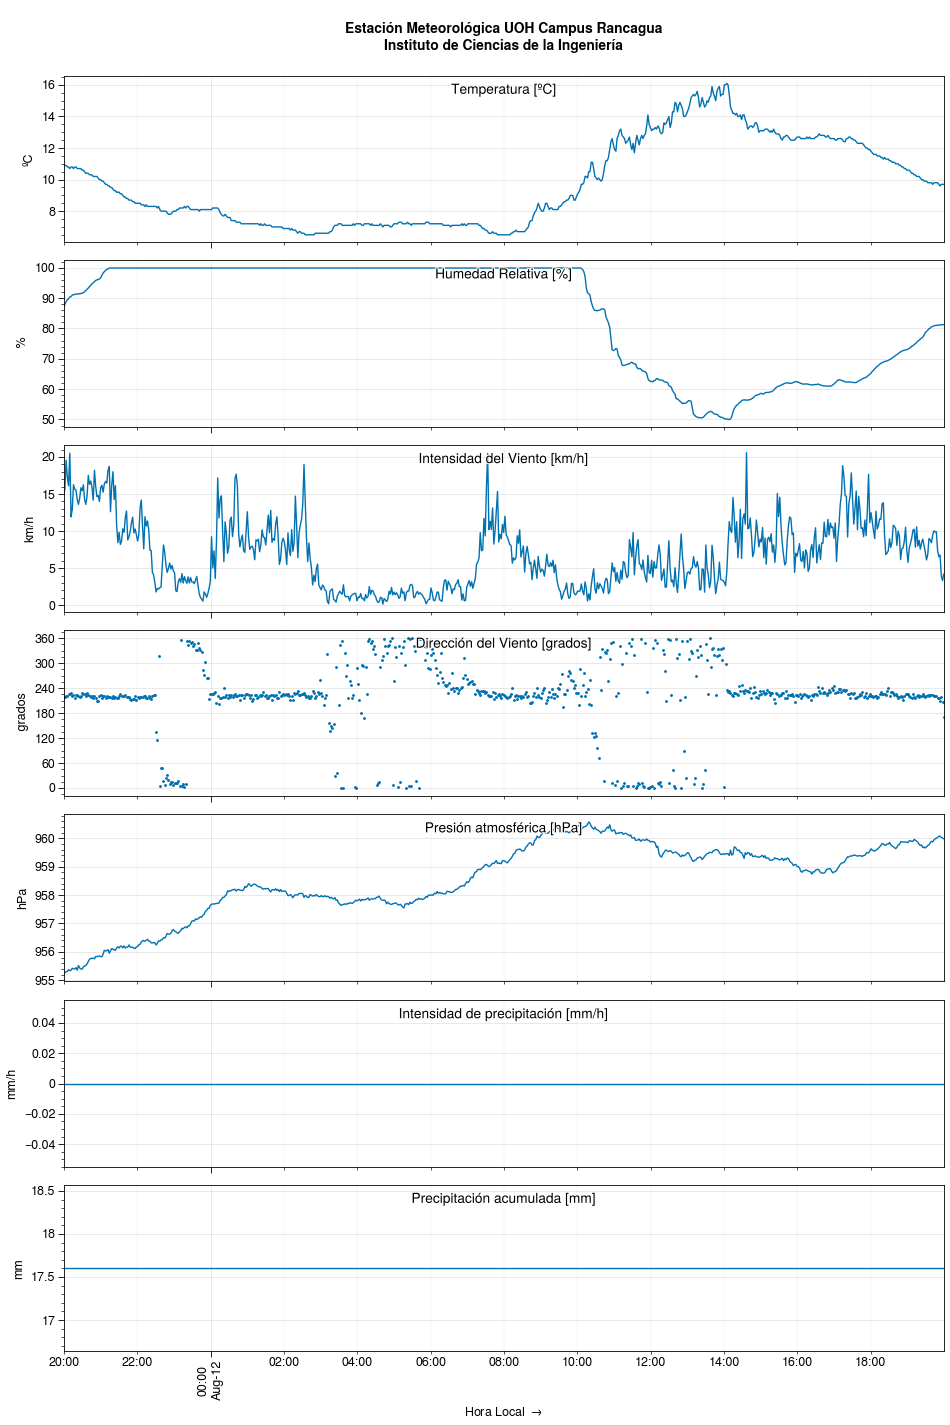 Estación Meteorológica UOH Campus Rancagua
Instituto de Ciencias de la Ingeniería
Temperatura [ºC]
ºC
16
14
12
10
8
Humedad Relativa [%]
%
100
90
80
70
60
50
Intensidad del Viento [km/h]
km/h
20
15
10
5
0
Dirección del Viento [grados]
grados
360
300
240
180
120
60
0
Presión atmosférica [hPa]
hPa
960
959
958
957
956
955
Intensidad de precipitación [mm/h]
mm/h
0.04
0.02
0
−0.02
−0.04
Precipitación acumulada [mm]
mm
18.5
18
17.5
17
20:00 22:00 00:00 02:00 04:00 06:00 08:00 10:00 12:00 14:00 16:00 18:00
Aug-12
Hora Local →